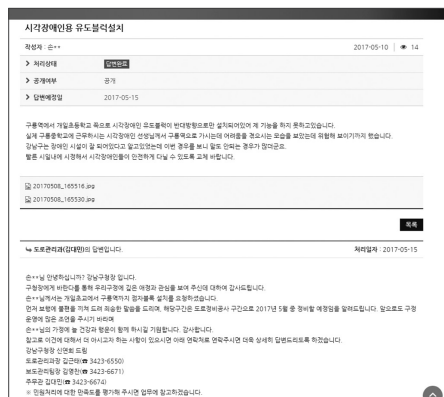 시각장애인용 유도블럭설치
작성자 : 손**
2017-05-10 | 14
처리상태 답변완료
공개여부 공개
답변예정일 2017-05-15
구룡역에서 개일초등학교 쪽으로 시각장애인 유도블럭이 반대방향으로만 설치되어있어 제 기능을 하지 못하고있습니다.
실제 구룡중학교에 근무하시는 시각장애인 선생님께서 구룡역으로 가시는데 어려움을 겪으시는 모습을 보았는데 위험해 보이기까지 했습니다.
강남구는 장애인 시설이 잘 되어있다고 알고있었는데 이번 경우를 보니 말도 안되는 경우가 많더군요.
빠른 시일내에 시정해서 시각장애인들이 안전하게 다닐 수 있도록 교체 바랍니다.
20170508_165516.jpg
20170508_165530.jpg
목록
도로관리과(김대민)의 답변입니다.
처리일자 : 2017-05-15
손**님 안녕하십니까? 강남구청장 입니다.
구청장에게 바란다를 통해 우리구정에 깊은 애정과 관심을 보여 주신데 대하여 감사드립니다.
손**님께서는 개일초교에서 구룡역까지 점자블록 설치를 요청하셨습니다.
먼저 보행에 불편을 끼쳐 드려 죄송한 말씀을 드리며, 해당구간은 도로정비공사 구간으로 2017년 5월 중 정비할 예정임을 알려드립니다. 앞으로도 구정
운영에 많은 조언을 주시기 바라며
손**님의 가정에 늘 건강과 행운이 함께 하시길 기원합니다. 감사합니다.
참고로 이건에 대해서 더 아시고자 하는 사항이 있으시면 아래 연락처로 연락주시면 더욱 상세히 답변드리도록 하겠습니다.
강남구청장 신연희 드림
도로관리과장 김근태(☎ 3423-6550)
보도관리팀장 김영찬(☎ 3423-6671)
주무관 김대민(☎ 3423-6674)
※ 민원처리에 대한 만족도를 평가해 주시면 업무에 참고하겠습니다.